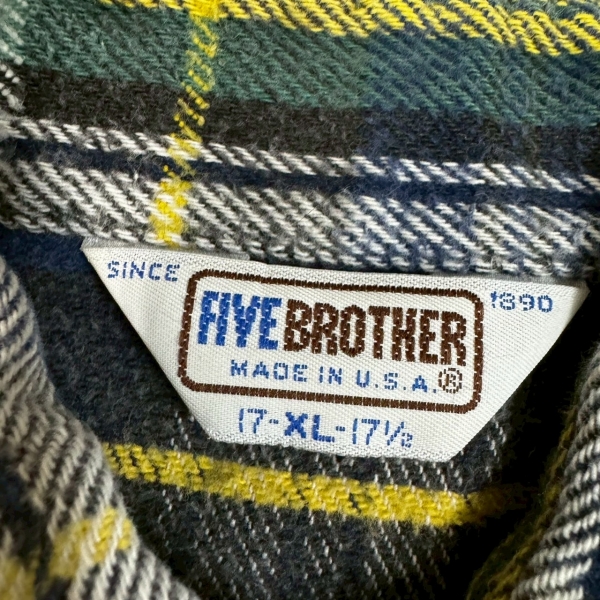 SINCE 1890
FIVE BROTHER
MADE IN U.S.A.®
17-XL-17½